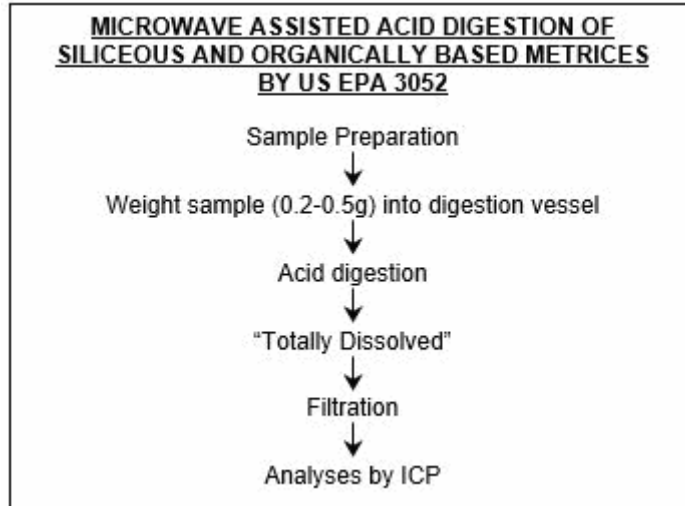 MICROWAVE ASSISTED ACID DIGESTION OF
SILICEOUS AND ORGANICALLY BASED METRICES
BY US EPA 3052
Sample Preparation
Weight sample (0.2-0.5g) into digestion vessel
Acid digestion
“Totally Dissolved”
Filtration
Analyses by ICP